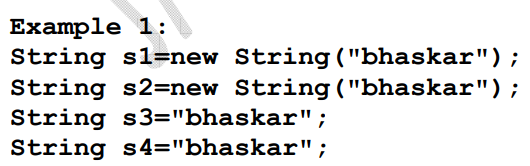 Example 1:
String s1=new String("bhaskar");
String s2=new String("bhaskar");
String s3="bhaskar";
String s4="bhaskar";